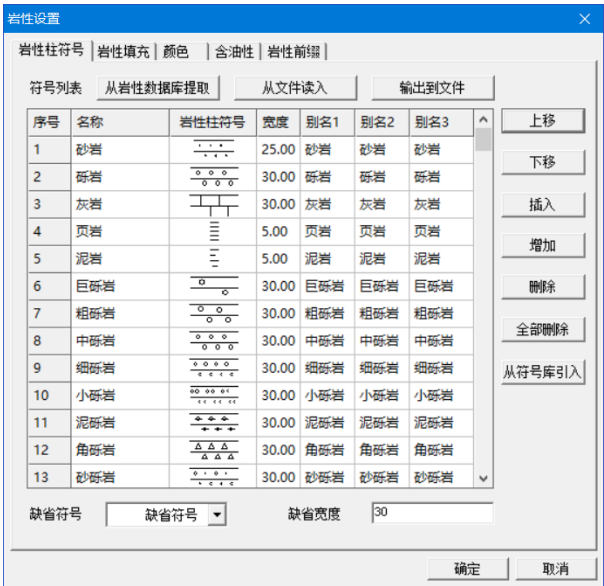 岩性设置
岩性柱符号 岩性填充 颜色 含油性 岩性前缀
符号列表 从岩性数据库提取 从文件读入 输出到文件
序号 名称 岩性柱符号 宽度 别名1 别名2 别名3
1 砂岩 25.00 砂岩 砂岩 砂岩
2 砾岩 30.00 砾岩 砾岩 砾岩
3 灰岩 30.00 灰岩 灰岩 灰岩
4 页岩 5.00 页岩 页岩 页岩
5 泥岩 5.00 泥岩 泥岩 泥岩
6 巨砾岩 30.00 巨砾岩 巨砾岩 巨砾岩
7 粗砾岩 30.00 粗砾岩 粗砾岩 粗砾岩
8 中砾岩 30.00 中砾岩 中砾岩 中砾岩
9 细砾岩 30.00 细砾岩 细砾岩 细砾岩
10 小砾岩 30.00 小砾岩 小砾岩 小砾岩
11 泥砾岩 30.00 泥砾岩 泥砾岩 泥砾岩
12 角砾岩 30.00 角砾岩 角砾岩 角砾岩
13 砂砾岩 30.00 砂砾岩 砂砾岩 砂砾岩
上移
下移
插入
增加
删除
全部删除
从符号库引入
缺省符号 缺省符号 缺省宽度 30
确定 取消